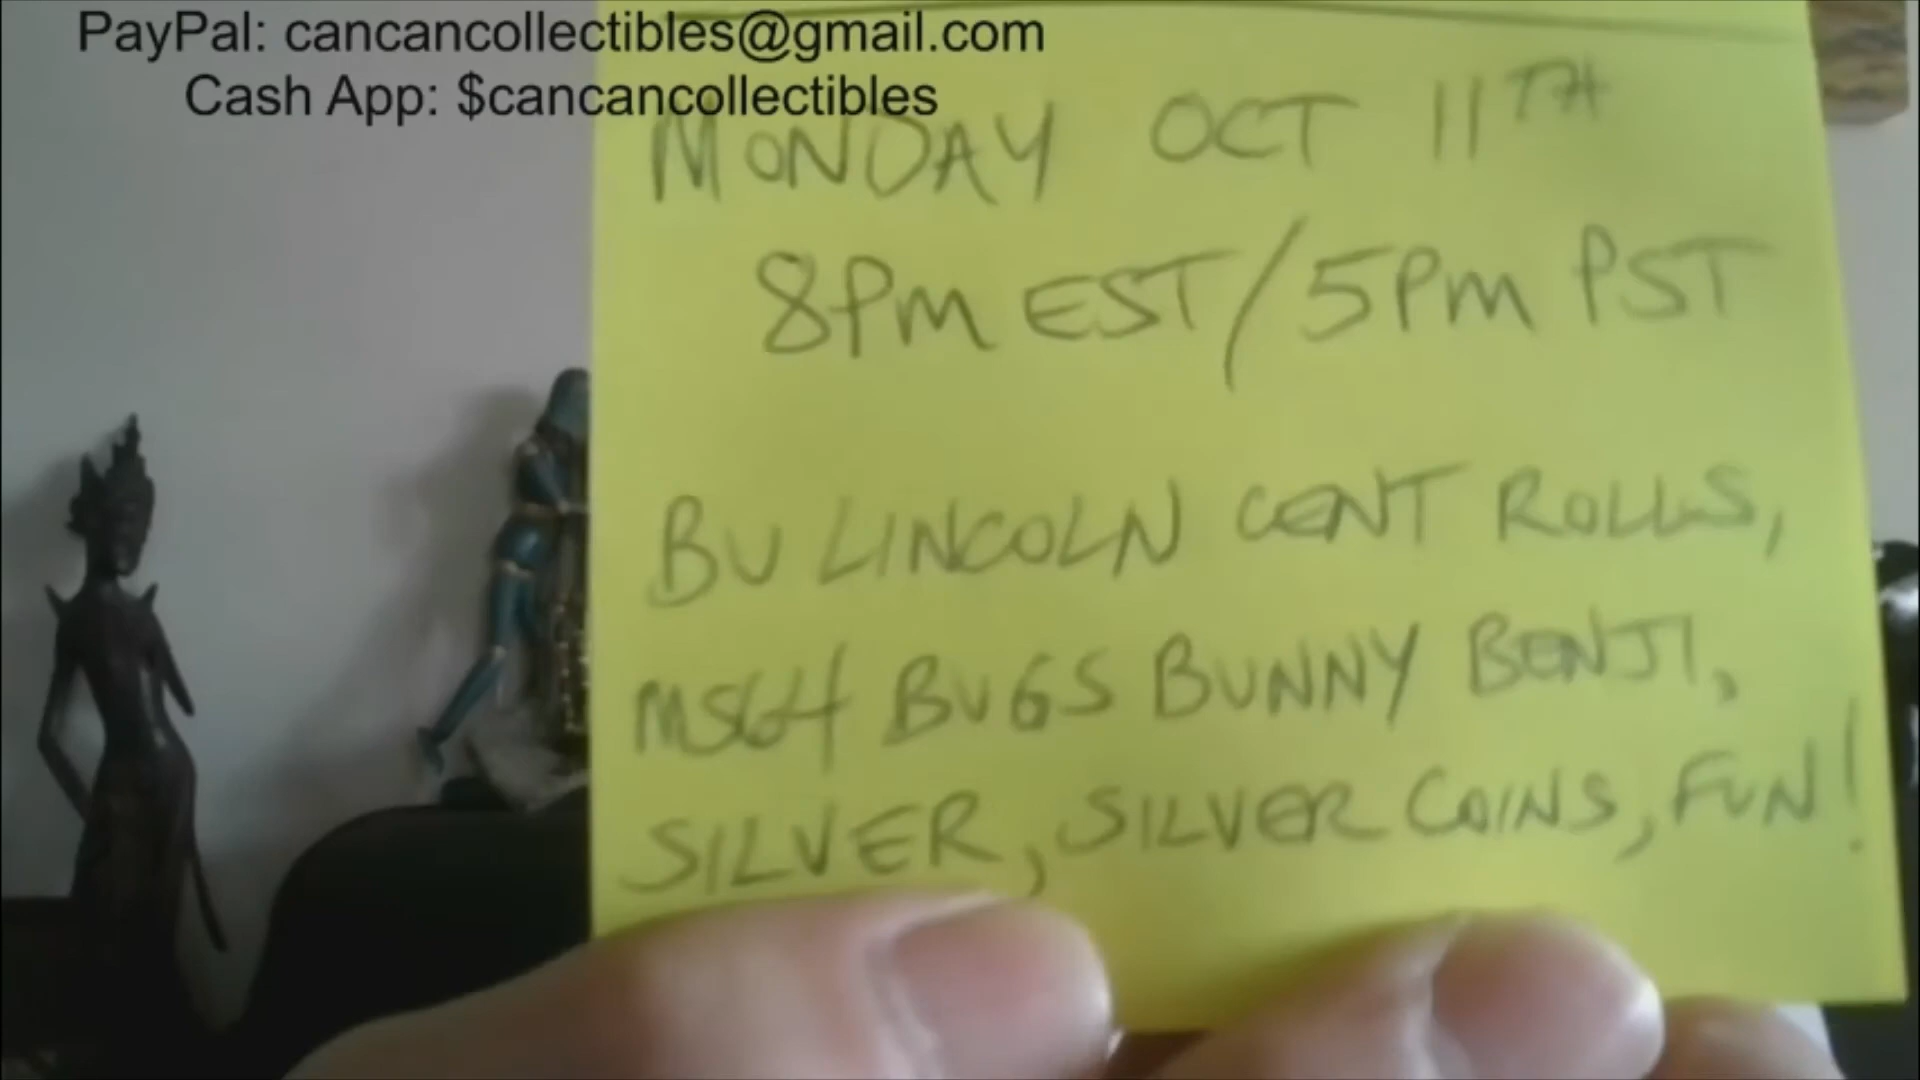 PayPal: cancancollectibles@gmail.com
Cash App: $cancancollectibles
MONDAY OCT 11TH
8PM EST/5PM PST
BU LINCOLN CENT ROLLS,
MS64 BUGS BUNNY BENJI,
SILVER, SILVER COINS, FUN!